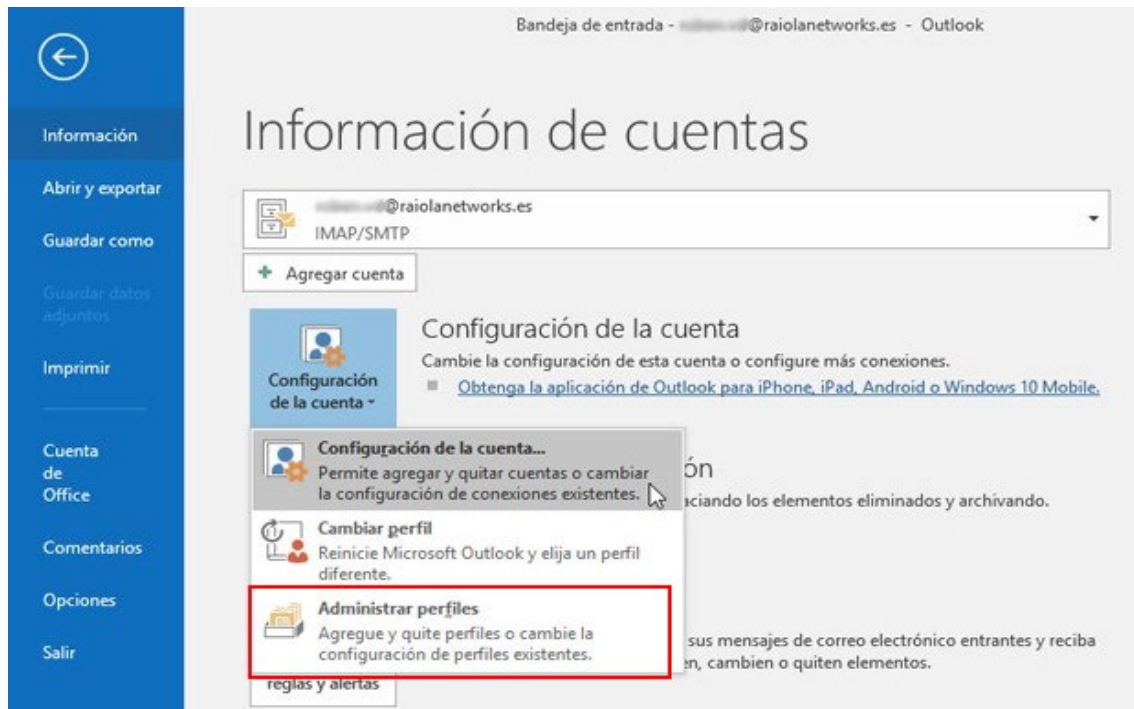 Bandeja de entrada - @raiolanetworks.es - Outlook
Información
Abrir y exportar
Guardar como
Guardar datos
adjuntos
Imprimir
Cuenta
de
Office
Comentarios
Opciones
Salir
Información de cuentas
@raiolanetworks.es
IMAP/SMTP
+ Agregar cuenta
Configuración
de la cuenta
Configuración de la cuenta
Cambie la configuración de esta cuenta o configure más conexiones.
Obtenga la aplicación de Outlook para iPhone, iPad, Android o Windows 10 Mobile.
Configuración de la cuenta...
Permite agregar y quitar cuentas o cambiar
la configuración de conexiones existentes.
ón
aciando los elementos eliminados y archivando.
Cambiar perfil
Reinicie Microsoft Outlook y elija un perfil
diferente.
Administrar perfiles
Agregue y quite perfiles o cambie la
configuración de perfiles existentes.
sus mensajes de correo electrónico entrantes y reciba
en, cambien o quiten elementos.
reglas y alertas